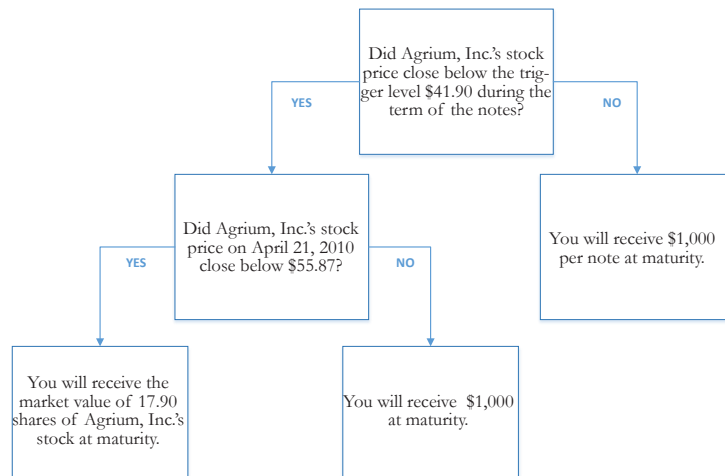 Did Agrium, Inc.'s stock
price close below the trig-
ger level $41.90 during the
term of the notes?
YES
NO
Did Agrium, Inc.'s stock
price on April 21, 2010
close below $55.87?
You will receive $1,000
per note at maturity.
YES
NO
You will receive the
market value of 17.90
shares of Agrium, Inc.'s
stock at maturity.
You will receive $1,000
at maturity.